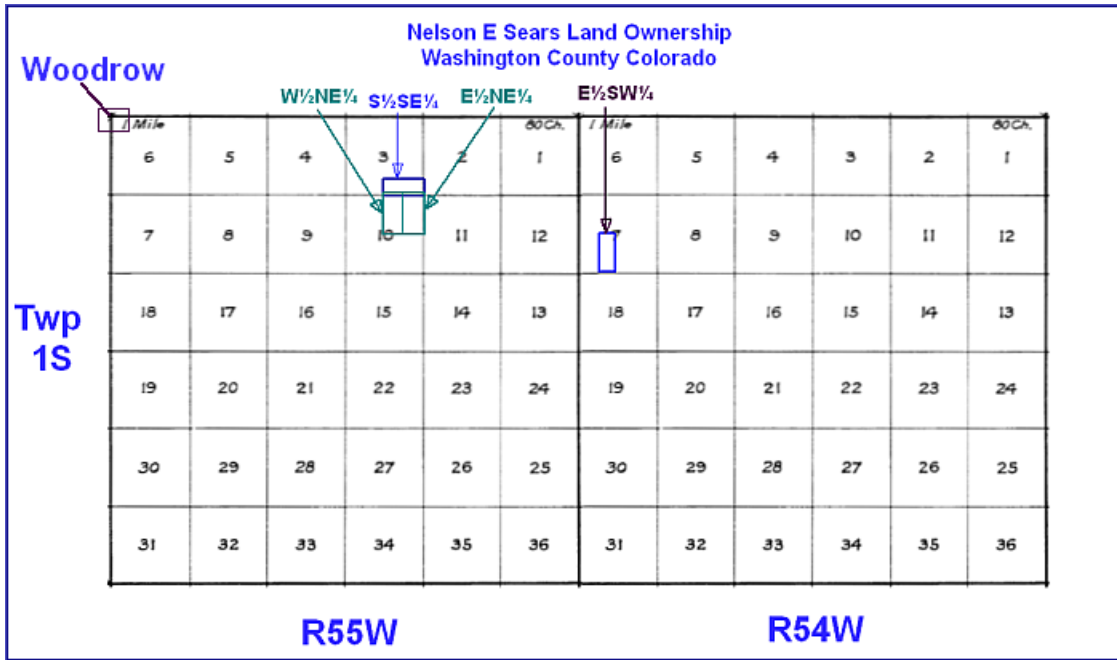 Nelson E Sears Land Ownership
Washington County Colorado
Woodrow
W½NE¼ S½SE¼ E½NE¼ E½SW¼
1 Mile 80Ch. 1 Mile 80Ch.
6 5 4 3 2 1 6 5 4 3 2 1
7 8 9 10 11 12 7 8 9 10 11 12
Twp
1S
18 17 16 15 14 13 18 17 16 15 14 13
19 20 21 22 23 24 19 20 21 22 23 24
30 29 28 27 26 25 30 29 28 27 26 25
31 32 33 34 35 36 31 32 33 34 35 36
R55W R54W